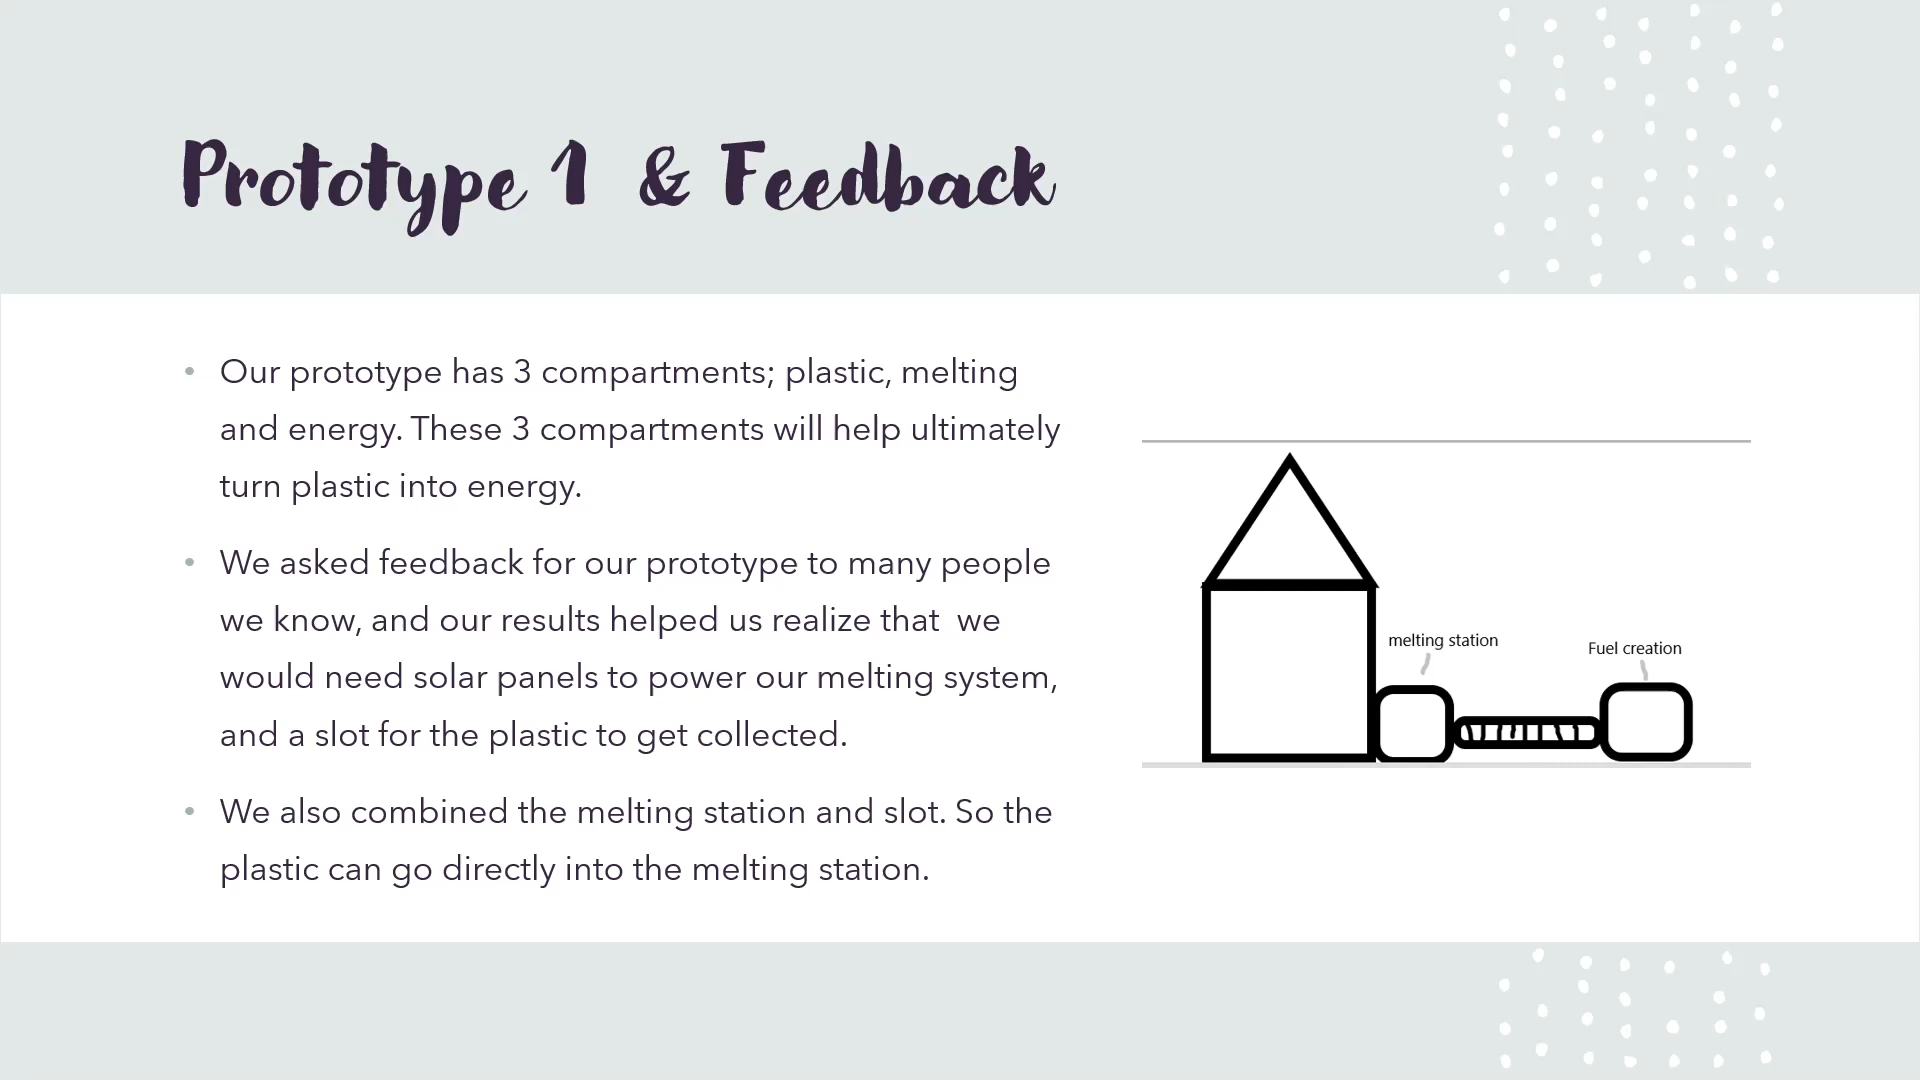 Prototype 1 & Feedback
• Our prototype has 3 compartments; plastic, melting
and energy. These 3 compartments will help ultimately
turn plastic into energy.
• We asked feedback for our prototype to many people
we know, and our results helped us realize that  we
would need solar panels to power our melting system,
and a slot for the plastic to get collected.
• We also combined the melting station and slot. So the
plastic can go directly into the melting station.
melting station
Fuel creation